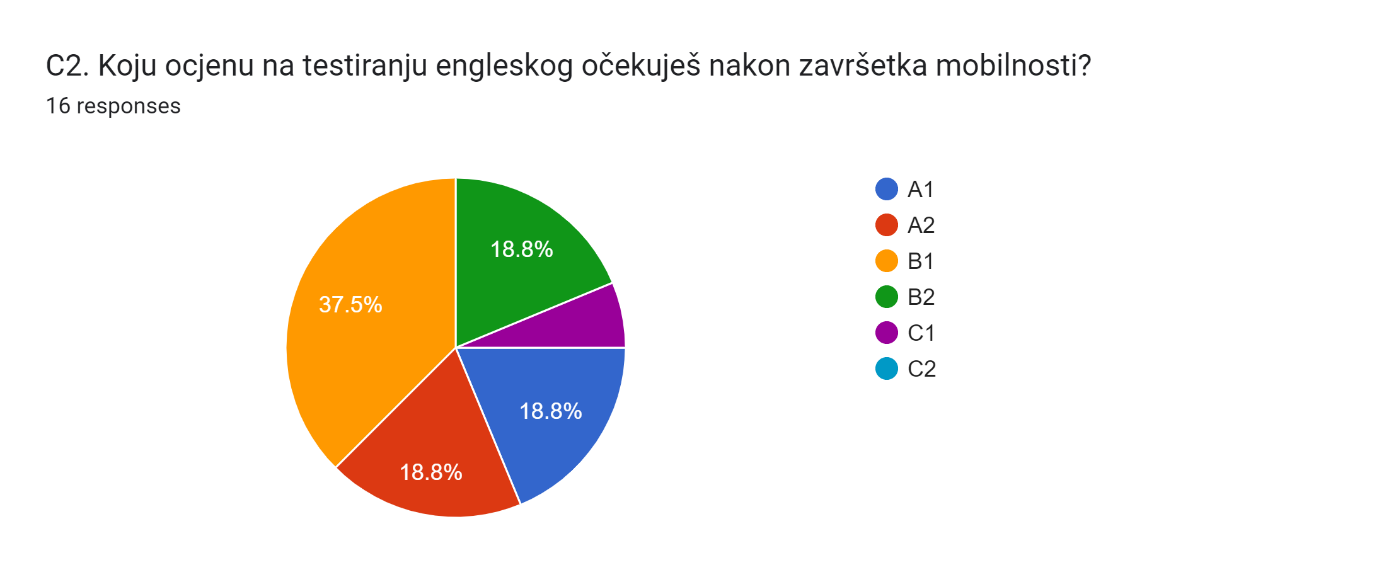 C2. Koju ocjenu na testiranju engleskog očekuješ nakon završetka mobilnosti?
16 responses
18.8%
37.5%
18.8%
18.8%
A1
A2
B1
B2
C1
C2